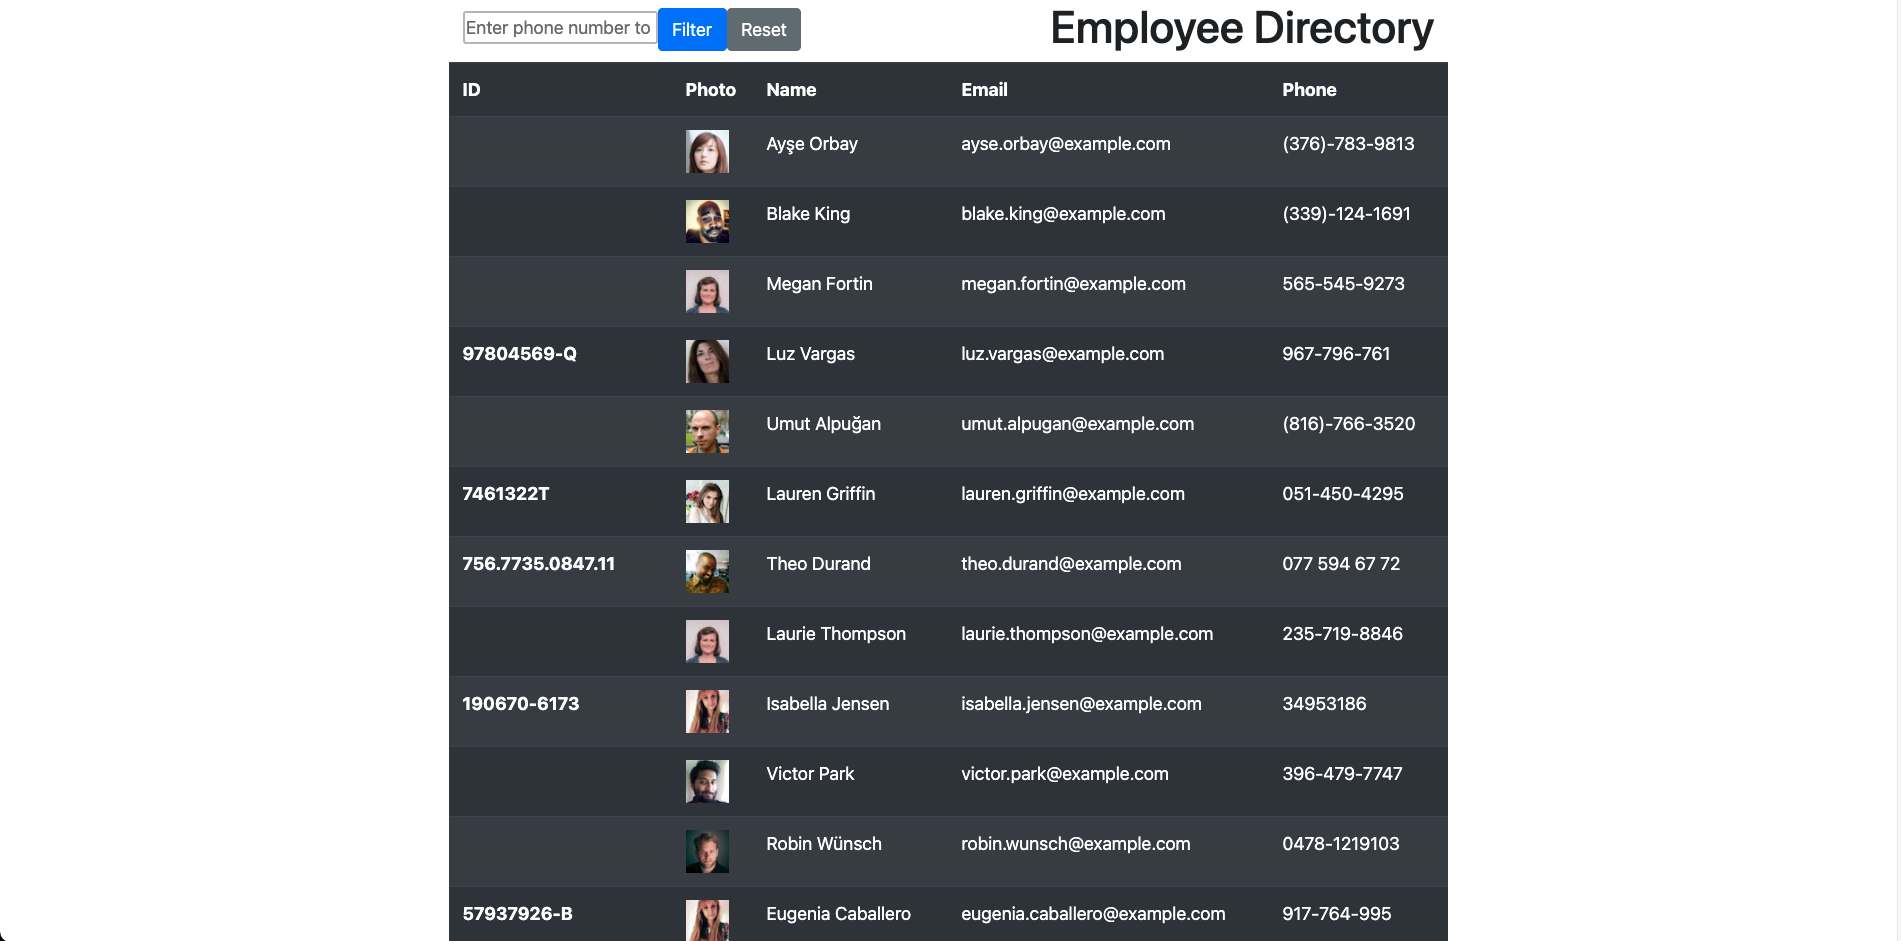 Enter phone number to Filter Reset Employee Directory
ID Photo Name Email Phone
Ayşe Orbay ayse.orbay@example.com (376)-783-9813
Blake King blake.king@example.com (339)-124-1691
Megan Fortin megan.fortin@example.com 565-545-9273
97804569-Q Luz Vargas luz.vargas@example.com 967-796-761
Umut Alpuğan umut.alpugan@example.com (816)-766-3520
7461322T Lauren Griffin lauren.griffin@example.com 051-450-4295
756.7735.0847.11 Theo Durand theo.durand@example.com 077 594 67 72
Laurie Thompson laurie.thompson@example.com 235-719-8846
190670-6173 Isabella Jensen isabella.jensen@example.com 34953186
Victor Park victor.park@example.com 396-479-7747
Robin Wünsch robin.wunsch@example.com 0478-1219103
57937926-B Eugenia Caballero eugenia.caballero@example.com 917-764-995